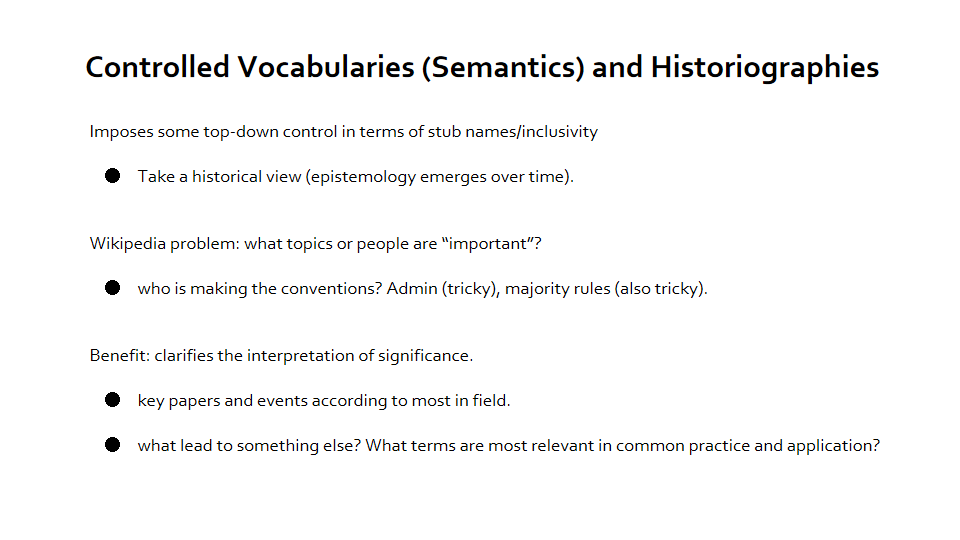 Controlled Vocabularies (Semantics) and Historiographies
Imposes some top-down control in terms of stub names/inclusivity
● Take a historical view (epistemology emerges over time).
Wikipedia problem: what topics or people are “important”?
● who is making the conventions? Admin (tricky), majority rules (also tricky).
Benefit: clarifies the interpretation of significance.
● key papers and events according to most in field.
● what lead to something else? What terms are most relevant in common practice and application?